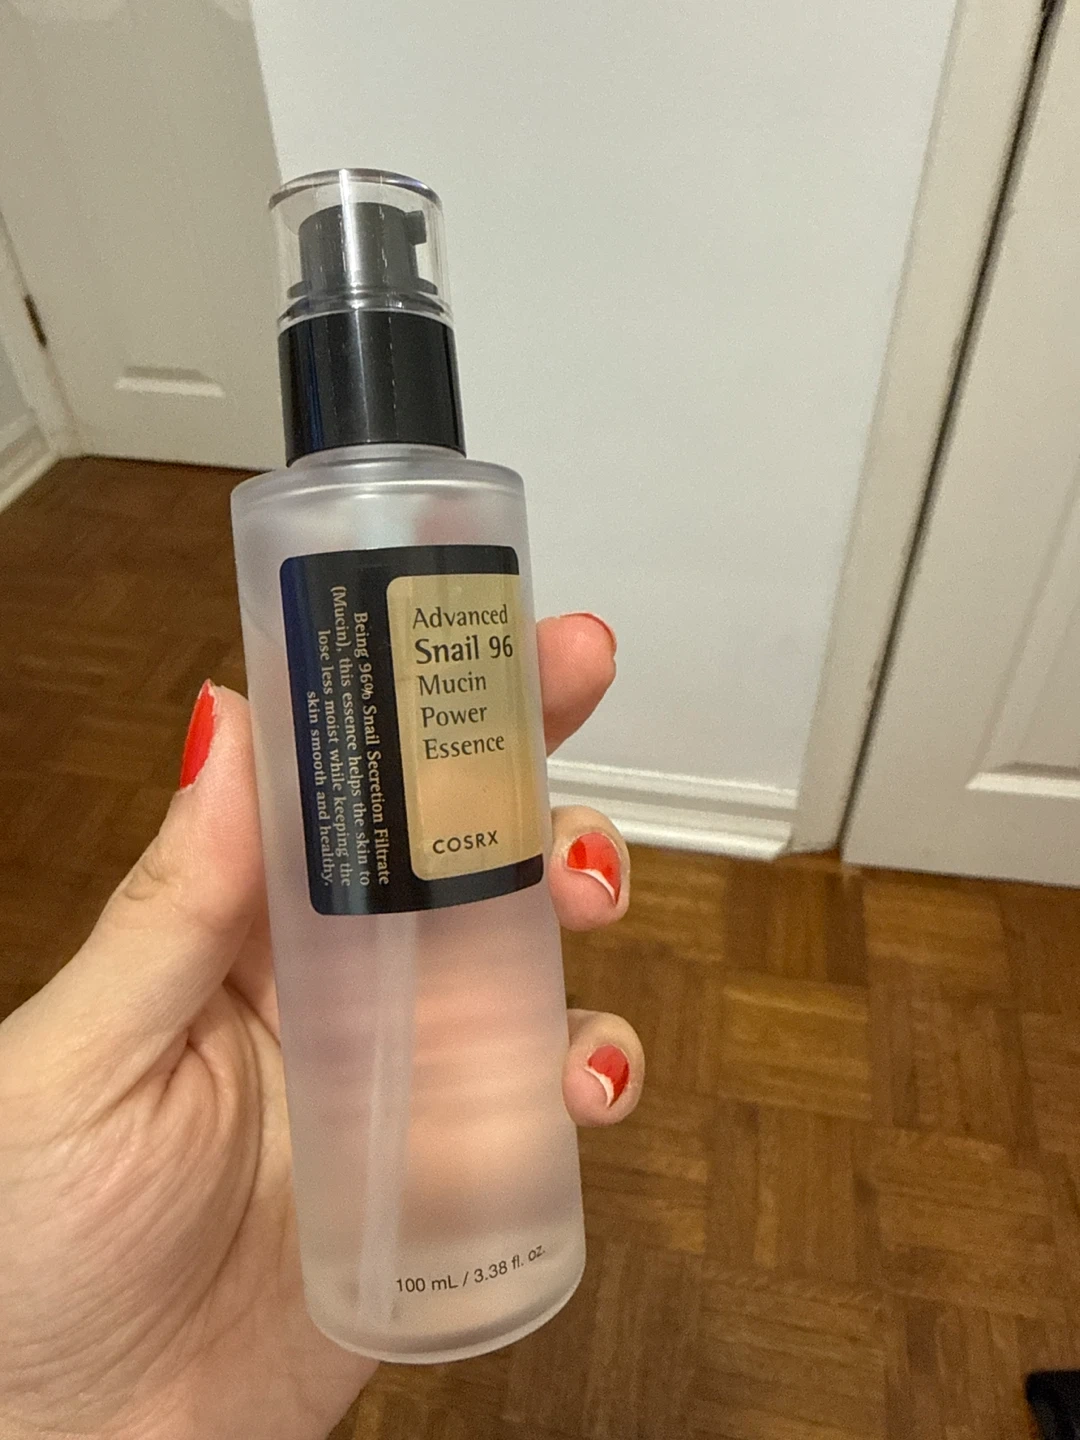 Advanced
Snail 96
Mucin
Power
Essence
COSRX
Being 96% Snail Secretion Filtrate
(Mucin), this essence helps the skin to
lose less moist while keeping the
skin smooth and healthy.
100 mL / 3.38 fl. oz.